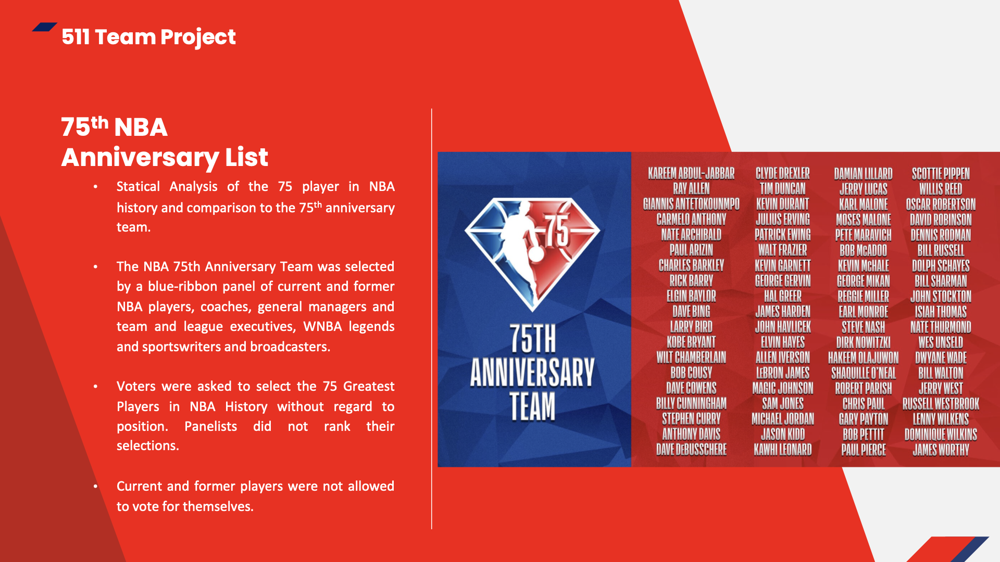 511 Team Project
75th NBA
Anniversary List
• Statical Analysis of the 75 player in NBA
history and comparison to the 75th anniversary
team.
• The NBA 75th Anniversary Team was selected
by a blue-ribbon panel of current and former
NBA players, coaches, general managers and
team and league executives, WNBA legends
and sportswriters and broadcasters.
• Voters were asked to select the 75 Greatest
Players in NBA History without regard to
position. Panelists did not rank their
selections.
• Current and former players were not allowed
to vote for themselves.
75
75TH
ANNIVERSARY
TEAM
KAREEM ABDUL-JABBAR
RAY ALLEN
GIANNIS ANTETOKOUNMPO
CARMELO ANTHONY
NATE ARCHIBALD
PAUL ARIZIN
CHARLES BARKLEY
RICK BARRY
ELGIN BAYLOR
DAVE BING
LARRY BIRD
KOBE BRYANT
WILT CHAMBERLAIN
BOB COUSY
DAVE COWENS
BILLY CUNNINGHAM
STEPHEN CURRY
ANTHONY DAVIS
DAVE DEBUSSCHERE
CLYDE DREXLER
TIM DUNCAN
KEVIN DURANT
JULIUS ERVING
PATRICK EWING
WALT FRAZIER
KEVIN GARNETT
GEORGE GERVIN
HAL GREER
JAMES HARDEN
JOHN HAVLICEK
ELVIN HAYES
ALLEN IVERSON
LEBRON JAMES
MAGIC JOHNSON
SAM JONES
MICHAEL JORDAN
JASON KIDD
KAWHI LEONARD
DAMIAN LILLARD
JERRY LUCAS
KARL MALONE
MOSES MALONE
PETE MARAVICH
BOB McADOO
KEVIN McHALE
GEORGE MIKAN
REGGIE MILLER
EARL MONROE
STEVE NASH
DIRK NOWITZKI
HAKEEM OLAJUWON
SHAQUILLE O'NEAL
ROBERT PARISH
CHRIS PAUL
GARY PAYTON
BOB PETTIT
PAUL PIERCE
SCOTTIE PIPPEN
WILLIS REED
OSCAR ROBERTSON
DAVID ROBINSON
DENNIS RODMAN
BILL RUSSELL
DOLPH SCHAYES
BILL SHARMAN
JOHN STOCKTON
ISIAH THOMAS
NATE THURMOND
WES UNSELD
DWYANE WADE
BILL WALTON
JERRY WEST
RUSSELL WESTBROOK
LENNY WILKENS
DOMINIQUE WILKINS
JAMES WORTHY